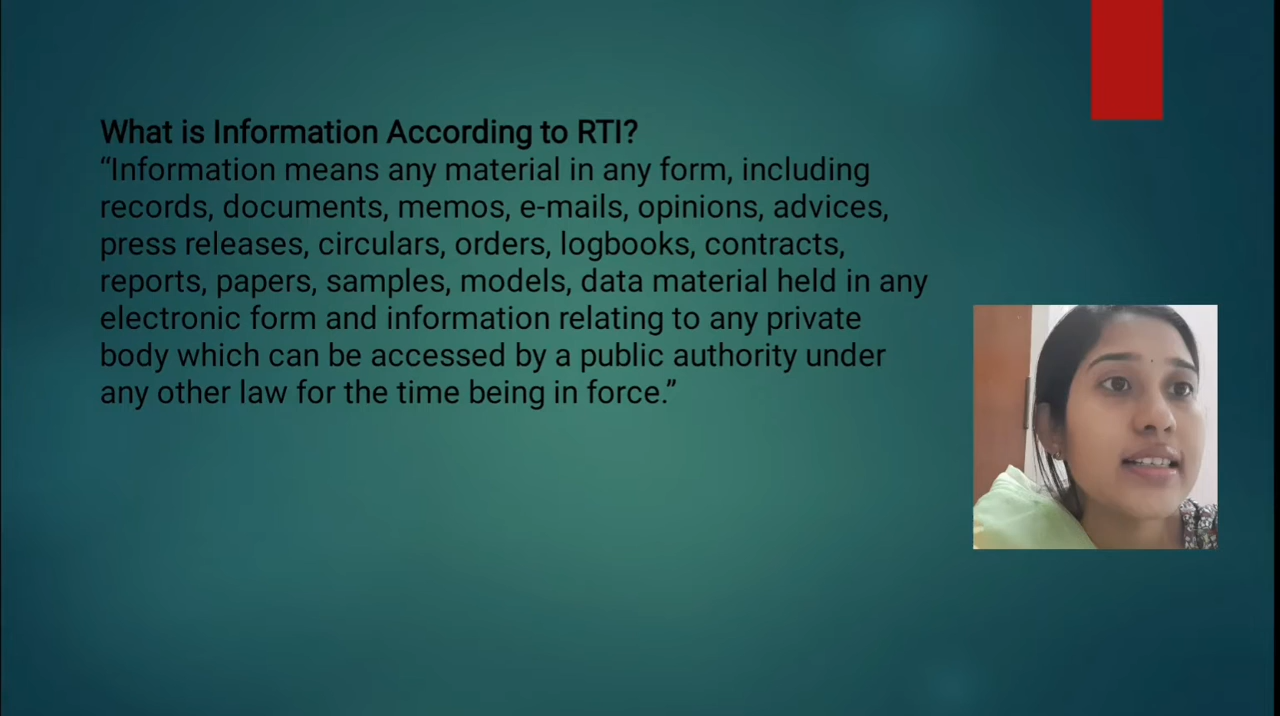 What is Information According to RTI?
“Information means any material in any form, including
records, documents, memos, e-mails, opinions, advices,
press releases, circulars, orders, logbooks, contracts,
reports, papers, samples, models, data material held in any
electronic form and information relating to any private
body which can be accessed by a public authority under
any other law for the time being in force.”